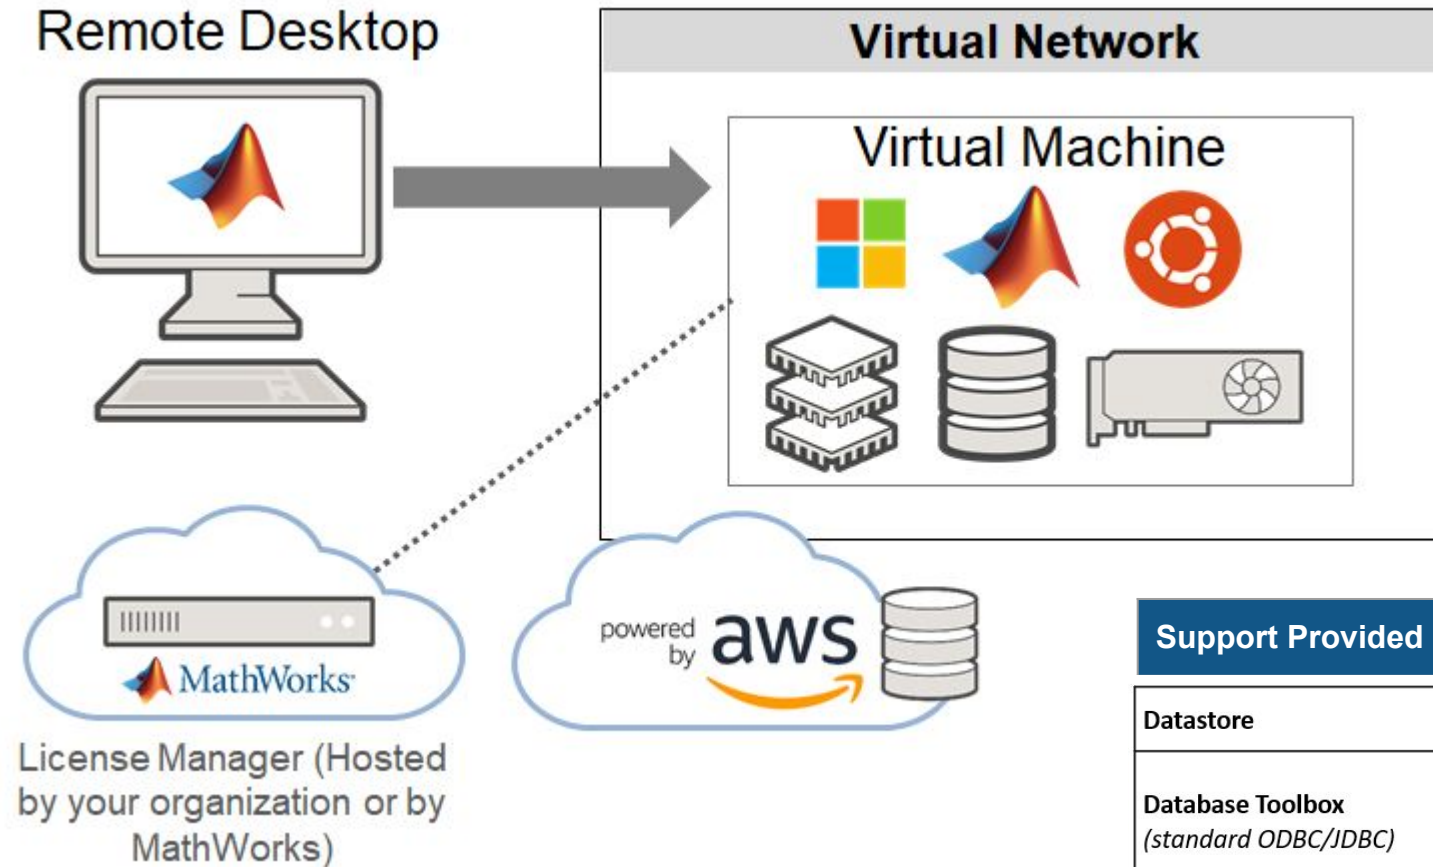 Remote Desktop
Virtual Network
Virtual Machine
MathWorks
License Manager (Hosted
by your organization or by
MathWorks)
powered
by
aws
Support Provided
Datastore
Database Toolbox
(standard ODBC/JDBC)